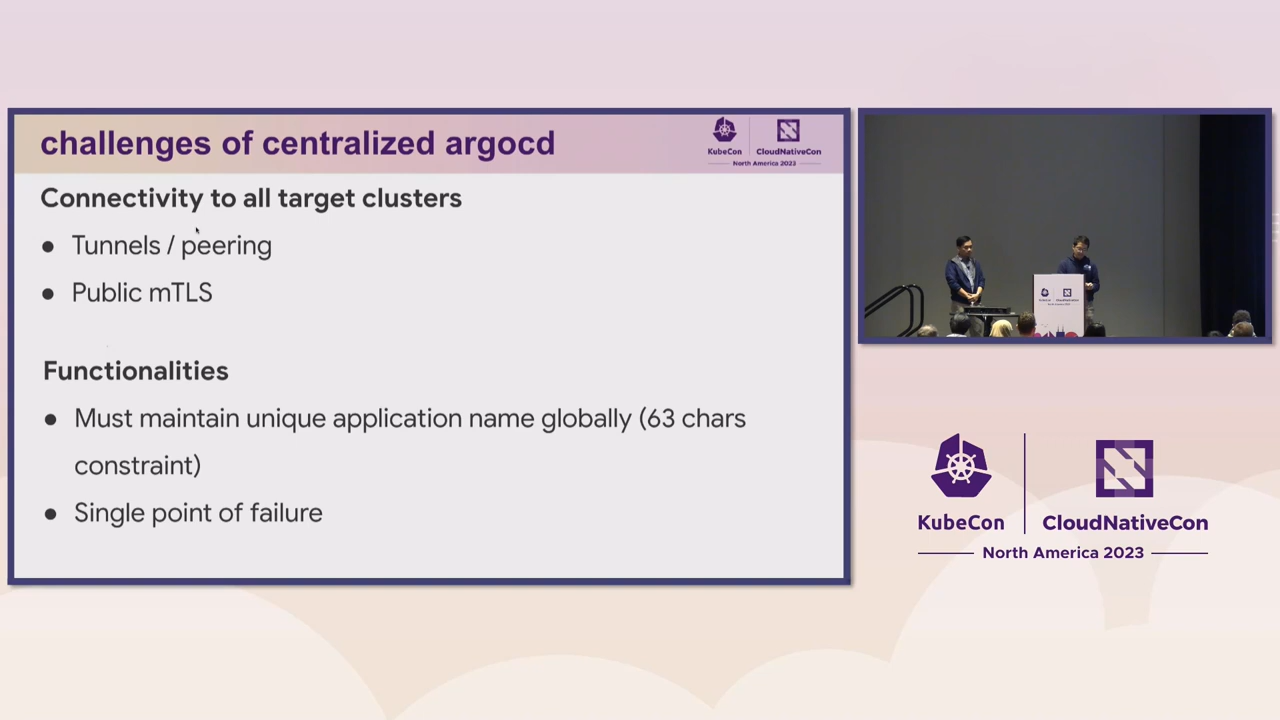 challenges of centralized argocd
KubeCon
CloudNativeCon
North America 2023
Connectivity to all target clusters
● Tunnels / peering
● Public mTLS
Functionalities
● Must maintain unique application name globally (63 chars
constraint)
● Single point of failure
KubeCon
CloudNativeCon
North America 2023